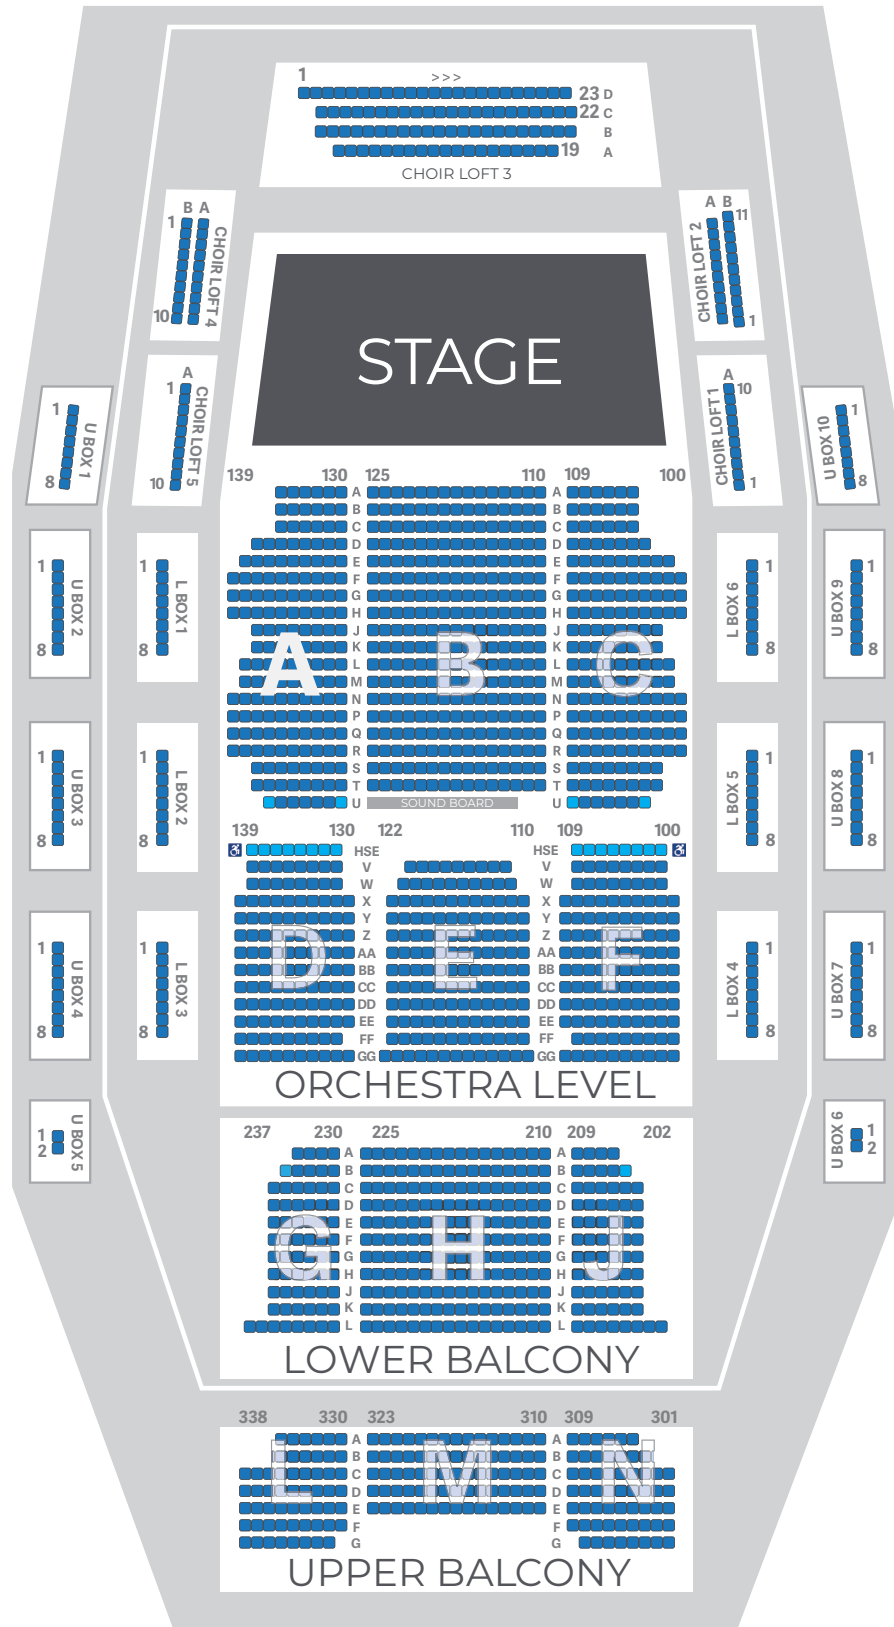 1 >>>
23 D
22 C
B
19 A
CHOIR LOFT 3
B A
1
10
CHOIR LOFT 4
A B
11
1
CHOIR LOFT 2
STAGE
A
1
10
CHOIR LOFT 5
A
10
1
CHOIR LOFT 1
1
8
U BOX 1
1
8
U BOX 10
139 130 125 110 109 100
A A
B B
C C
D D
E E
F F
G G
H H
J J
K K
L L
M M
N N
P P
Q Q
R R
S S
T T
U SOUND BOARD U
A B C
1
8
U BOX 2
1
8
L BOX 1
1
8
L BOX 6
1
8
U BOX 9
1
8
U BOX 3
1
8
L BOX 2
1
8
L BOX 5
1
8
U BOX 8
139 130 122 110 109 100
HSE HSE
V V
W W
X X
Y Y
Z Z
AA AA
BB BB
CC CC
DD DD
EE EE
FF FF
GG GG
D E F
ORCHESTRA LEVEL
1
8
U BOX 4
1
8
L BOX 3
1
8
L BOX 4
1
8
U BOX 7
1
2
U BOX 5
1
2
U BOX 6
237 230 225 210 209 202
A A
B B
C C
D D
E E
F F
G G
H H
J J
K K
L L
G H J
LOWER BALCONY
338 330 323 310 309 301
A A
B B
C C
D D
E E
F F
G G
L M N
UPPER BALCONY